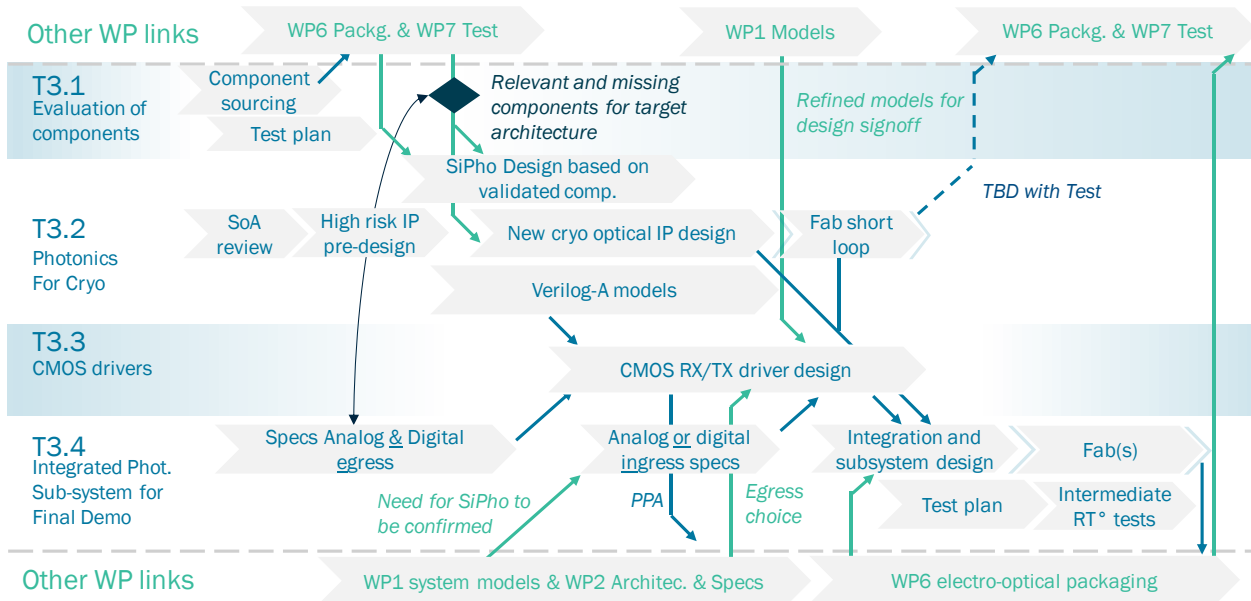 Other WP links
WP6 Packg. & WP7 Test
WP1 Models
WP6 Packg. & WP7 Test
T3.1
Evaluation of
components
Component
sourcing
Test plan
Relevant and missing
components for target
architecture
Refined models for
design signoff
SiPho Design based on
validated comp.
TBD with Test
T3.2
Photonics
For Cryo
SoA
review
High risk IP
pre-design
New cryo optical IP design
Fab short
loop
Verilog-A models
T3.3
CMOS drivers
CMOS RX/TX driver design
T3.4
Integrated Phot.
Sub-system for
Final Demo
Specs Analog & Digital
egress
Analog or digital
ingress specs
Integration and
subsystem design
Fab(s)
Need for SiPho to
be confirmed
PPA
Egress
choice
Test plan
Intermediate
RT° tests
Other WP links
WP1 system models & WP2 Architec. & Specs
WP6 electro-optical packaging